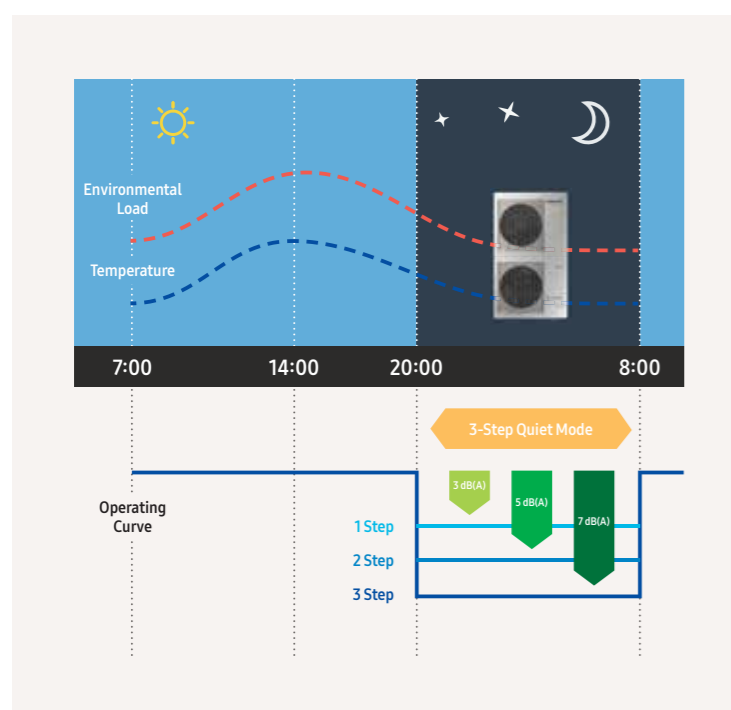 Environmental
Load
Temperature
7:00 14:00 20:00 8:00
3-Step Quiet Mode
3 dB(A)
5 dB(A)
7 dB(A)
Operating
Curve
1 Step
2 Step
3 Step